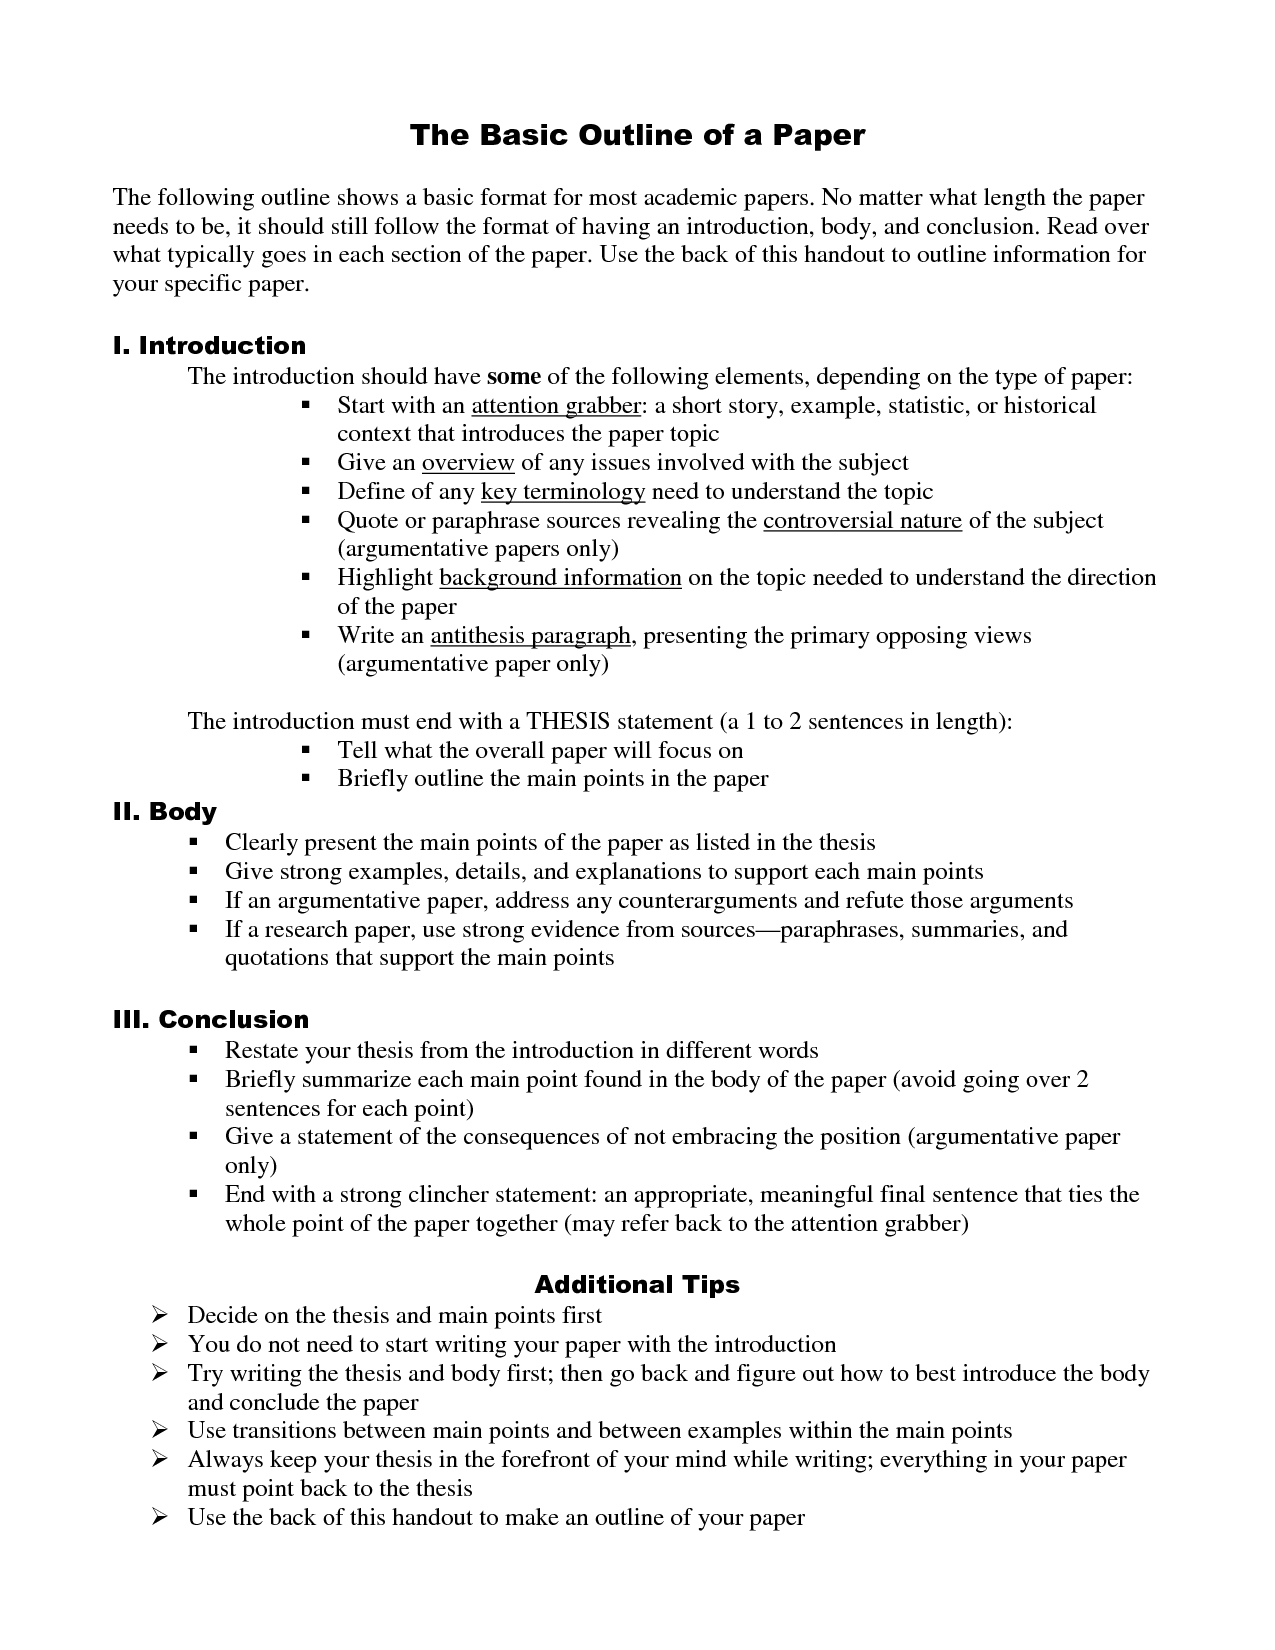 The Basic Outline of a Paper
The following outline shows a basic format for most academic papers. No matter what length the paper
needs to be, it should still follow the format of having an introduction, body, and conclusion. Read over
what typically goes in each section of the paper. Use the back of this handout to outline information for
your specific paper.
I. Introduction
The introduction should have some of the following elements, depending on the type of paper:
▪ Start with an attention grabber: a short story, example, statistic, or historical
context that introduces the paper topic
▪ Give an overview of any issues involved with the subject
▪ Define of any key terminology need to understand the topic
▪ Quote or paraphrase sources revealing the controversial nature of the subject
(argumentative papers only)
▪ Highlight background information on the topic needed to understand the direction
of the paper
▪ Write an antithesis paragraph, presenting the primary opposing views
(argumentative paper only)
The introduction must end with a THESIS statement (a 1 to 2 sentences in length):
▪ Tell what the overall paper will focus on
▪ Briefly outline the main points in the paper
II. Body
▪ Clearly present the main points of the paper as listed in the thesis
▪ Give strong examples, details, and explanations to support each main points
▪ If an argumentative paper, address any counterarguments and refute those arguments
▪ If a research paper, use strong evidence from sources—paraphrases, summaries, and
quotations that support the main points
III. Conclusion
▪ Restate your thesis from the introduction in different words
▪ Briefly summarize each main point found in the body of the paper (avoid going over 2
sentences for each point)
▪ Give a statement of the consequences of not embracing the position (argumentative paper
only)
▪ End with a strong clincher statement: an appropriate, meaningful final sentence that ties the
whole point of the paper together (may refer back to the attention grabber)
Additional Tips
➢ Decide on the thesis and main points first
➢ You do not need to start writing your paper with the introduction
➢ Try writing the thesis and body first; then go back and figure out how to best introduce the body
and conclude the paper
➢ Use transitions between main points and between examples within the main points
➢ Always keep your thesis in the forefront of your mind while writing; everything in your paper
must point back to the thesis
➢ Use the back of this handout to make an outline of your paper